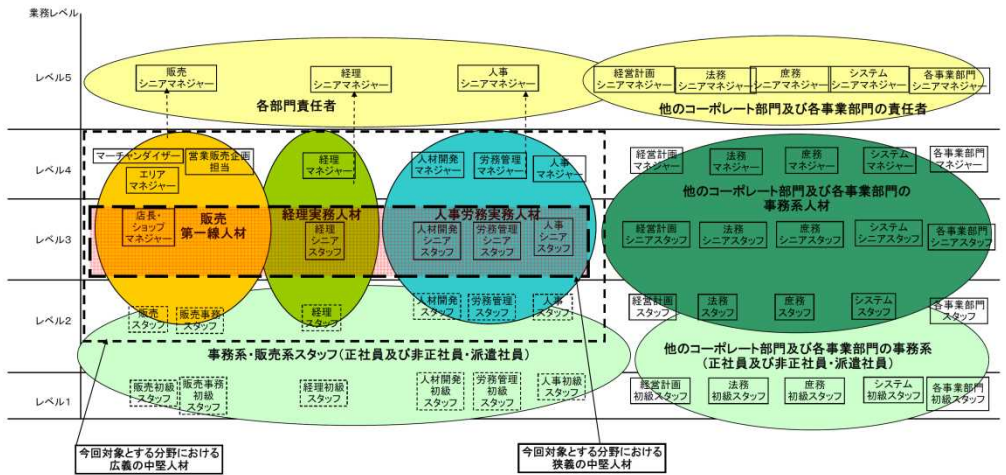 業務レベル
レベル5
販売
シニアマネジャー
経理
シニアマネジャー
人事
シニアマネジャー
各部門責任者
経営計画
シニアマネジャー
法務
シニアマネジャー
庶務
シニアマネジャー
システム
シニアマネジャー
各事業部門
シニアマネジャー
他のコーポレート部門及び各事業部門の責任者
レベル4
マーチャンダイザー
営業販売企画
担当
エリア
マネジャー
経理
マネジャー
人材開発
マネジャー
労務管理
マネジャー
人事
マネジャー
経営計画
マネジャー
法務
マネジャー
庶務
マネジャー
システム
マネジャー
各事業部門
マネジャー
他のコーポレート部門及び各事業部門の
事務系人材
レベル3
店長・
ショップ
マネジャー
販売
第一線人材
経理実務人材
経理
シニア
スタッフ
人事労務実務人材
人材開発
シニア
スタッフ
労務管理
シニア
スタッフ
人事
シニア
スタッフ
経営計画
シニアスタッフ
法務
シニアスタッフ
庶務
シニアスタッフ
システム
シニアスタッフ
各事業部門
シニアスタッフ
レベル2
販売
スタッフ
販売事務
スタッフ
経理
スタッフ
人材開発
スタッフ
労務管理
スタッフ
人事
スタッフ
経営計画
スタッフ
法務
スタッフ
庶務
スタッフ
システム
スタッフ
各事業部門
スタッフ
事務系・販売系スタッフ(正社員及び非正社員・派遣社員)
他のコーポレート部門及び各事業部門の事務系
(正社員及び非正社員・派遣社員)
レベル1
販売初級
スタッフ
販売事務
初級
スタッフ
経理初級
スタッフ
人材開発
初級
スタッフ
労務管理
初級
スタッフ
人事初級
スタッフ
経営計画
初級スタッフ
法務
初級スタッフ
庶務
初級スタッフ
システム
初級スタッフ
各事業部門
初級スタッフ
今回対象とする分野における
広義の中堅人材
今回対象とする分野における
狭義の中堅人材